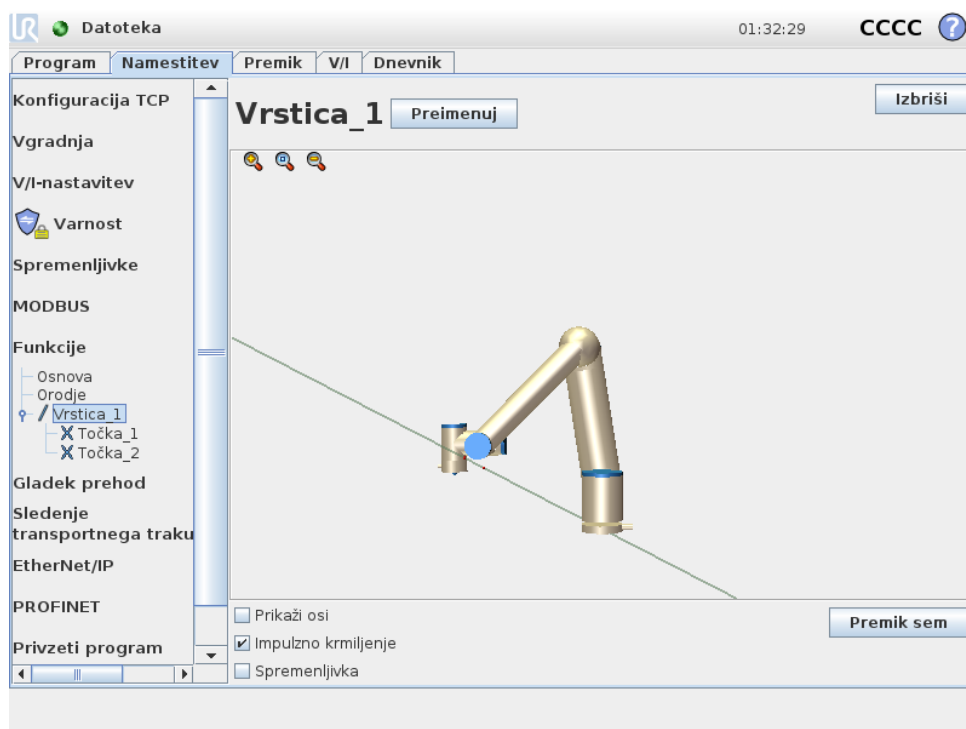 UR Datoteka 01:32:29 CCCC ?
Program Namestitev Premik V/I Dnevnik
Konfiguracija TCP
Vgradnja
V/I-nastavitev
Varnost
Spremenljivke
MODBUS
Funkcije
Osnova
Orodje
Vrstica_1
Točka_1
Točka_2
Gladek prehod
Sledenje
transportnega traku
EtherNet/IP
PROFINET
Privzeti program
Vrstica_1 Preimenuj Izbriši
Prikaži osi
Impulzno krmiljenje
Spremenljivka
Premik sem